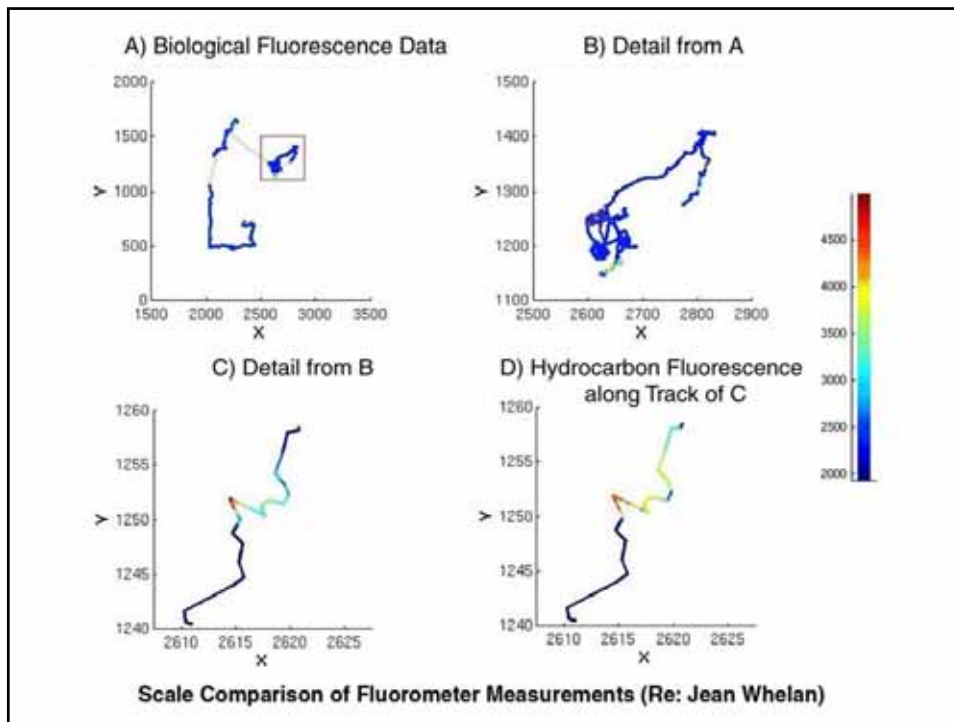 A) Biological Fluorescence Data
B) Detail from A
2000
1500
1000
500
0
Y
1500 2000 2500 3000 3500
X
1500
1400
1300
1200
1100
Y
2500 2600 2700 2800 2900
X
4500
4000
3500
3000
2500
2000
C) Detail from B
D) Hydrocarbon Fluorescence
along Track of C
1260
1255
1250
1245
1240
Y
2610 2615 2620 2625
X
1260
1255
1250
1245
1240
Y
2610 2615 2620 2625
X
Scale Comparison of Fluorometer Measurements (Re: Jean Whelan)